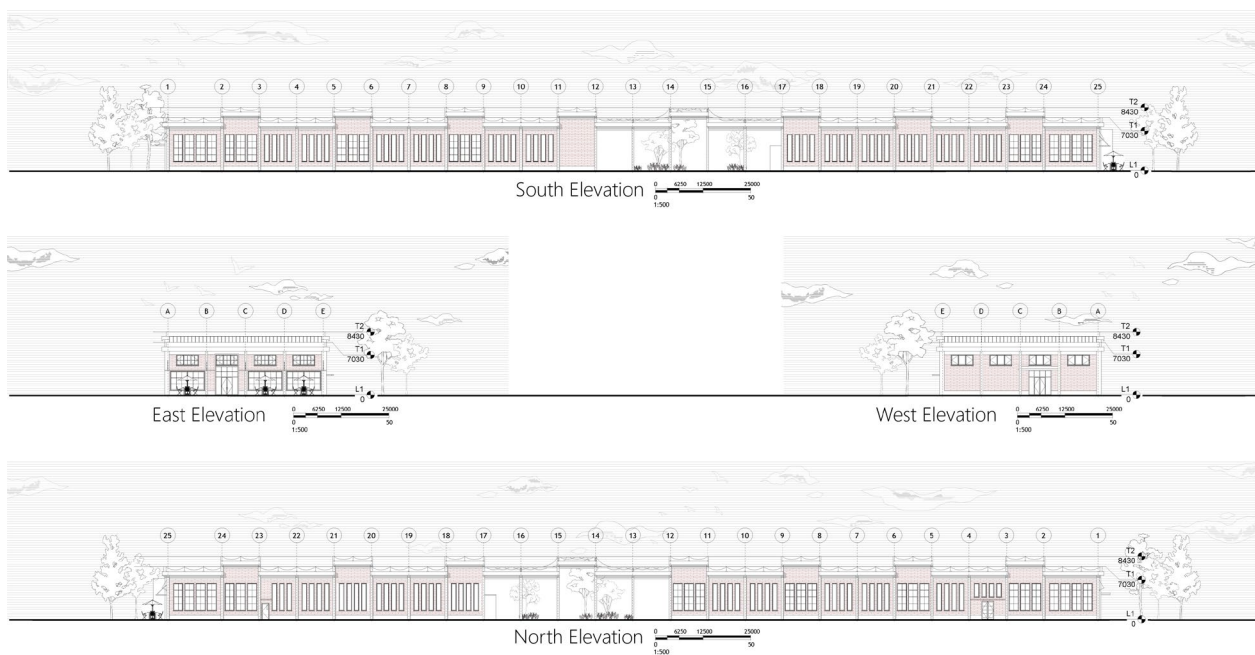 1 2 3 4 5 6 7 8 9 10 11 12 13 14 15 16 17 18 19 20 21 22 23 24 25
T2
8430
T1
7030
L1
0
South Elevation
0 6250 12500 25000
1:500 50
A B C D E
T2
8430
T1
7030
L1
0
East Elevation
0 6250 12500 25000
1:500 50
E D C B A
T2
8430
T1
7030
L1
0
West Elevation
0 6250 12500 25000
1:500 50
25 24 23 22 21 20 19 18 17 16 15 14 13 12 11 10 9 8 7 6 5 4 3 2 1
T2
8430
T1
7030
L1
0
North Elevation
0 6250 12500 25000
1:500 50